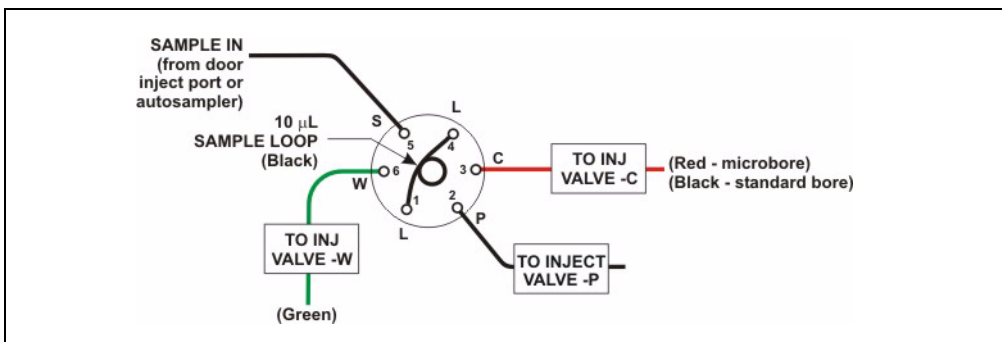 SAMPLE IN
(from door
inject port or
autosampler)
10 μL
SAMPLE LOOP
(Black)
S
L
5
4
W
6
3
C
1
2
L
P
TO INJ
VALVE -C
(Red - microbore)
(Black - standard bore)
TO INJ
VALVE -W
(Green)
TO INJECT
VALVE -P